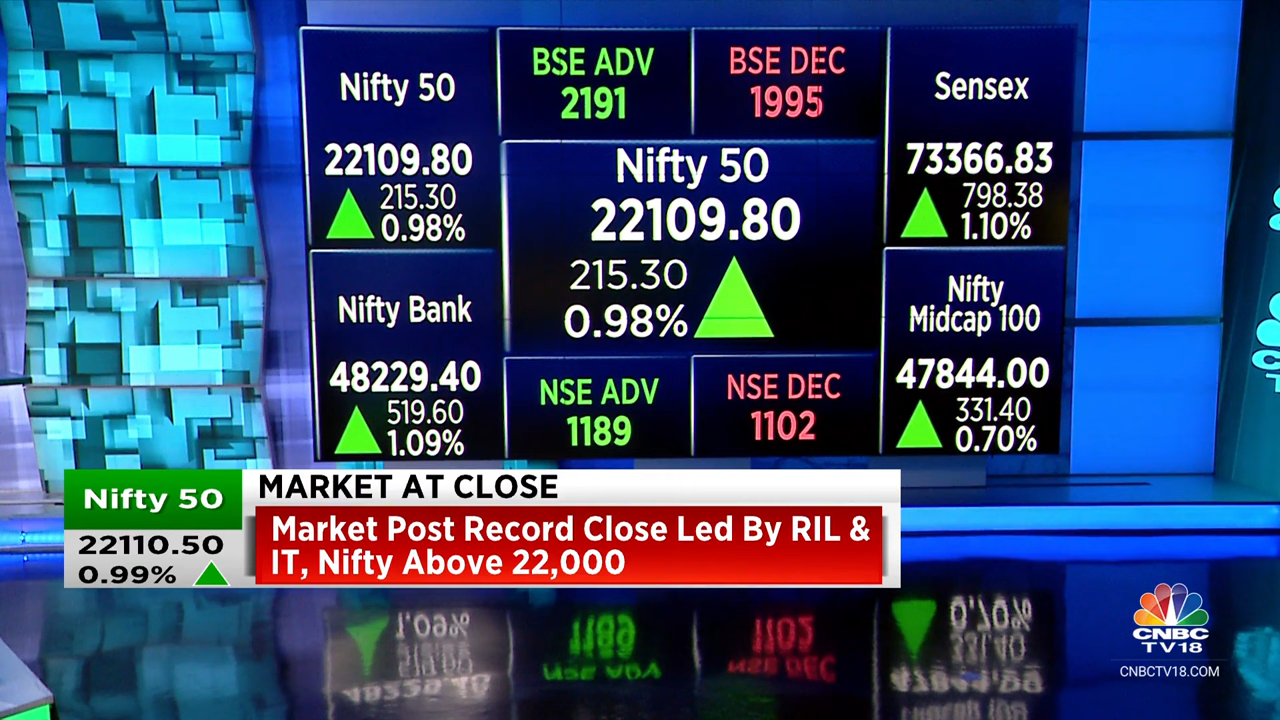 Nifty 50
22109.80
215.30
0.98%
BSE ADV
2191
BSE DEC
1995
Sensex
73366.83
798.38
1.10%
Nifty 50
22109.80
215.30
0.98%
Nifty Bank
48229.40
519.60
1.09%
NSE ADV
1189
NSE DEC
1102
Nifty
Midcap 100
47844.00
331.40
0.70%
Nifty 50
22110.50
0.99%
MARKET AT CLOSE
Market Post Record Close Led By RIL &
IT, Nifty Above 22,000
CNBC
TV18
CNBCTV18.COM